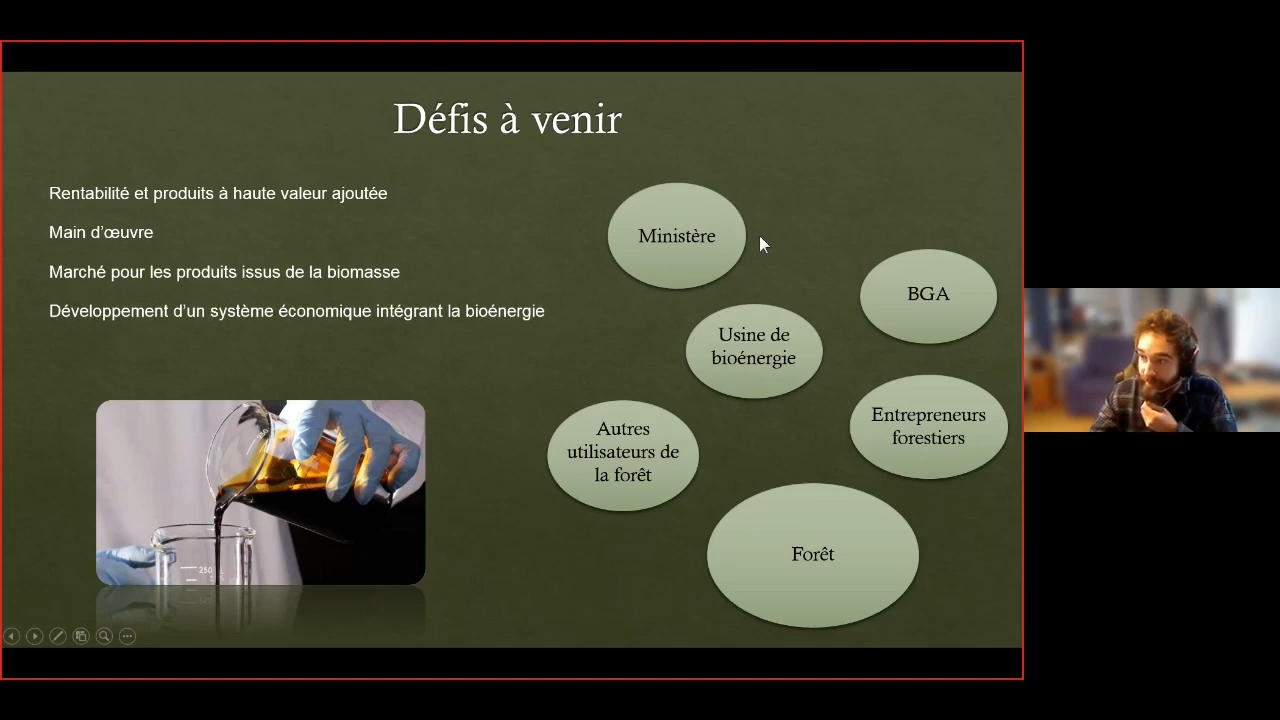 Défis à venir
Rentabilité et produits à haute valeur ajoutée
Main d’œuvre
Marché pour les produits issus de la biomasse
Développement d’un système économique intégrant la bioénergie
Ministère
BGA
Usine de
bioénergie
Entrepreneurs
forestiers
Autres
utilisateurs de
la forêt
Forêt
250